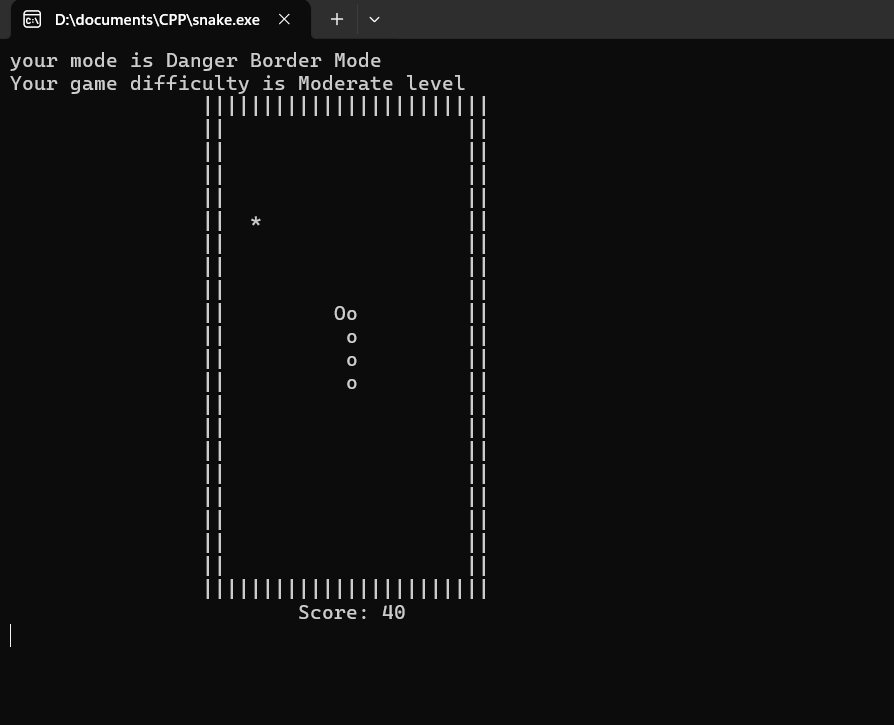 D:\documents\CPP\snake.exe
your mode is Danger Border Mode
Your game difficulty is Moderate level
||||||||||||||||||||||||
||                     ||
||                     ||
||                     ||
||                     ||
||  *                  ||
||                     ||
||                     ||
||                     ||
||         Oo          ||
||          o          ||
||          o          ||
||          o          ||
||                     ||
||                     ||
||                     ||
||                     ||
||                     ||
||                     ||
||                     ||
||                     ||
||||||||||||||||||||||||
Score: 40